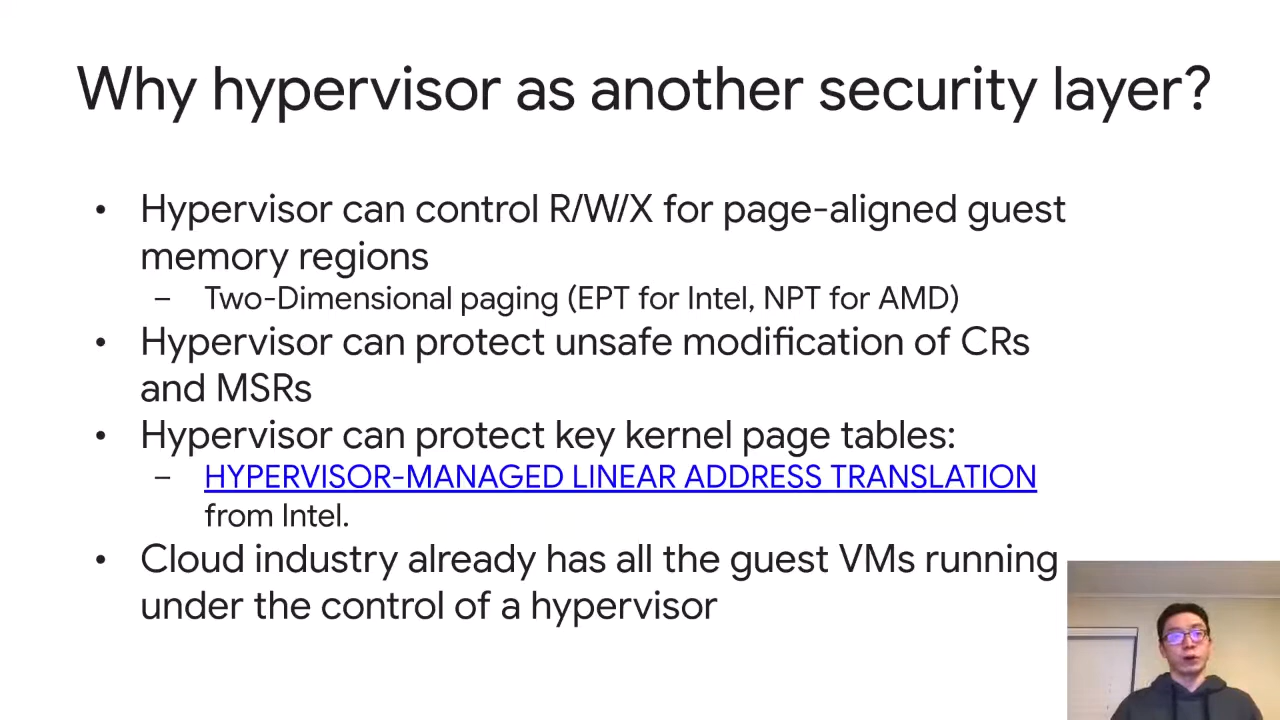 Why hypervisor as another security layer?
• Hypervisor can control R/W/X for page-aligned guest
memory regions
– Two-Dimensional paging (EPT for Intel, NPT for AMD)
• Hypervisor can protect unsafe modification of CRs
and MSRs
• Hypervisor can protect key kernel page tables:
– HYPERVISOR-MANAGED LINEAR ADDRESS TRANSLATION
from Intel.
• Cloud industry already has all the guest VMs running
under the control of a hypervisor